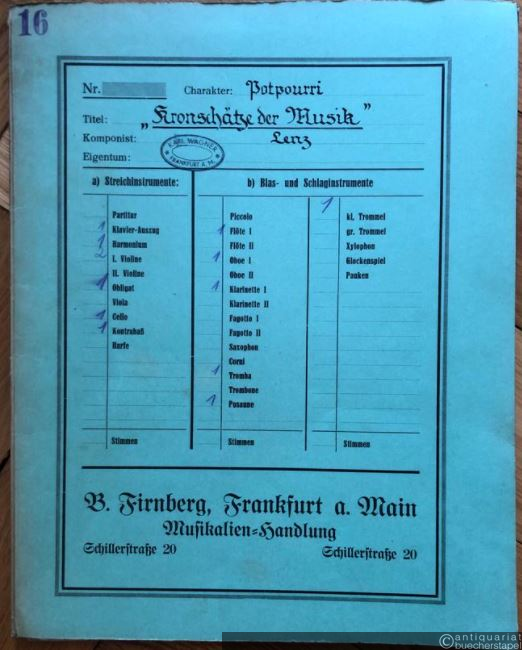 16
Nr. Charakter: Potpourri
Titel: „Kronschätze der Musik"
Komponist: Lenz
KARL WAGNER
FRANKFURT A. M.
Eigentum:
a) Streichinstrumente:
Partitur
1 Klavier-Auszug
1 Harmonium
2 I. Violine
II. Violine
1 Obligat
Viola
1 Cello
1 Kontrabaß
Harfe
Stimmen
b) Blas- und Schlaginstrumente
Piccolo
1 Flöte I
Flöte II
1 Oboe I
Oboe II
1 Klarinette I
Klarinette II
Fagotto I
Fagotto II
Saxophon
Corni
1 Tromba
Trombone
1 Posaune
Stimmen
1
kl. Trommel
gr. Trommel
Xylophon
Glockenspiel
Pauken
Stimmen
B. Firnberg, Frankfurt a. Main
Musikalien-Handlung
Schillerstraße 20 Schillerstraße 20
© antiquariat
buecherstapel